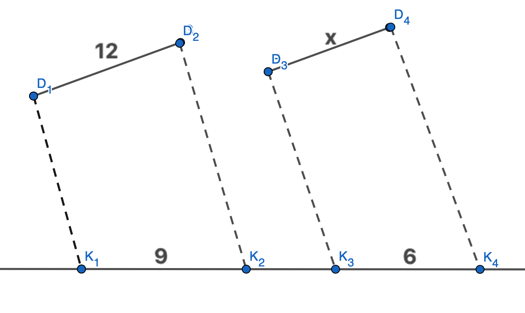 D₄
D₂
x
12
D₃
D₁
K₁
9
K₂
K₃
6
K₄